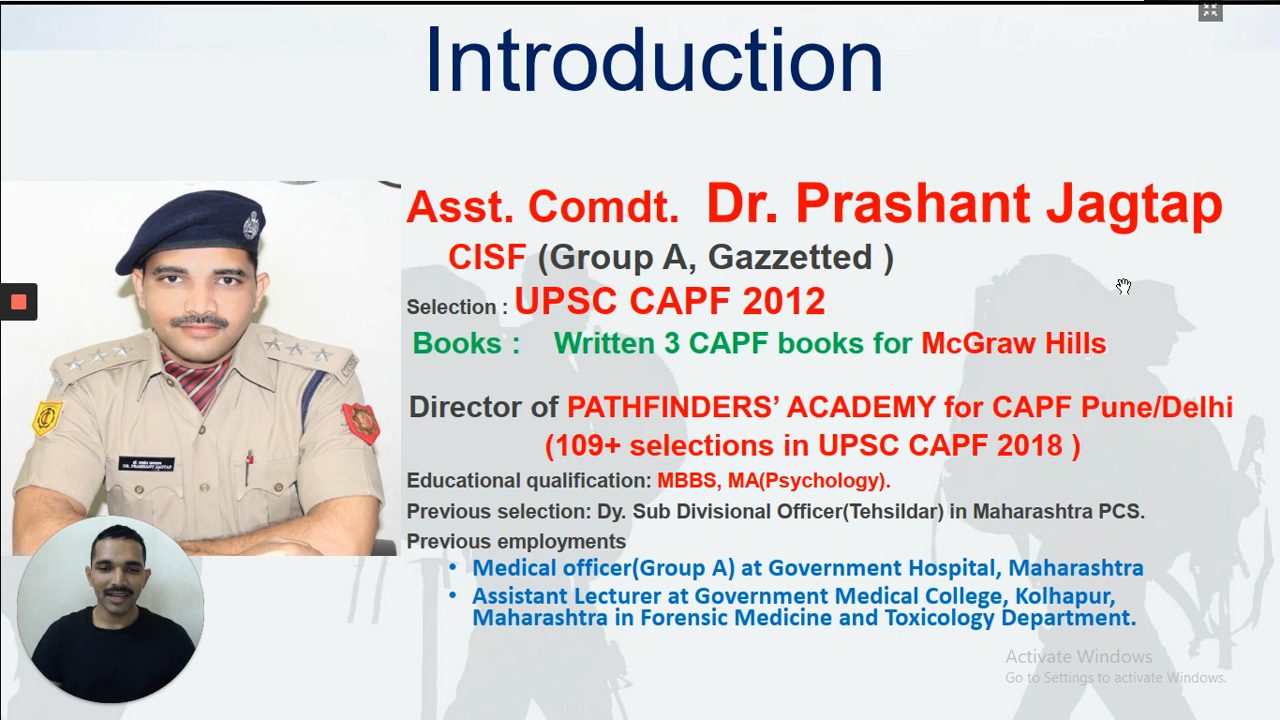 Introduction
Asst. Comdt. Dr. Prashant Jagtap
CISF (Group A, Gazzetted )
Selection : UPSC CAPF 2012
Books : Written 3 CAPF books for McGraw Hills
Director of PATHFINDERS’ ACADEMY for CAPF Pune/Delhi
(109+ selections in UPSC CAPF 2018 )
Educational qualification: MBBS, MA(Psychology).
Previous selection: Dy. Sub Divisional Officer(Tehsildar) in Maharashtra PCS.
Previous employments
• Medical officer(Group A) at Government Hospital, Maharashtra
• Assistant Lecturer at Government Medical College, Kolhapur,
Maharashtra in Forensic Medicine and Toxicology Department.
DR. PRASHANT JAGTAP
Activate Windows
Go to Settings to activate Windows.